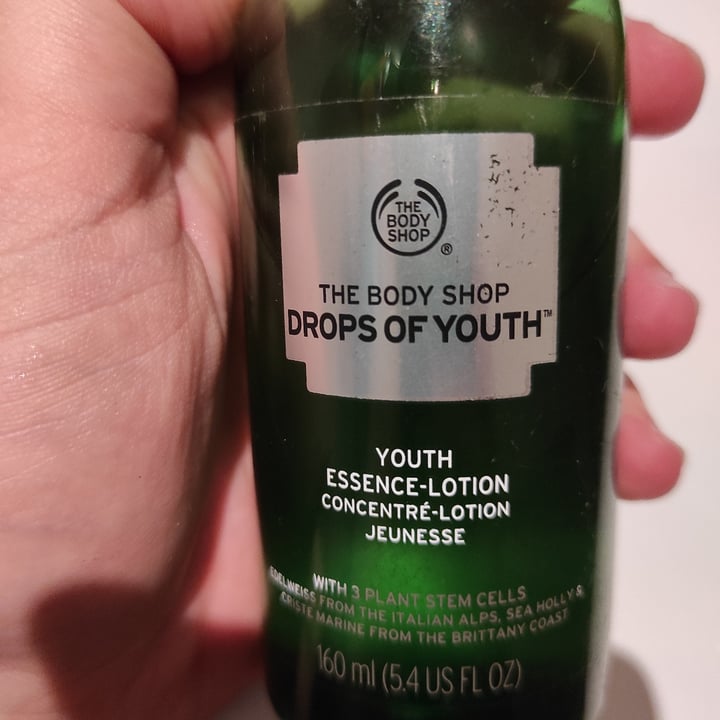 THE
BODY
SHOP
®
THE BODY SHOP
DROPS OF YOUTH™
YOUTH
ESSENCE-LOTION
CONCENTRÉ-LOTION
JEUNESSE
WITH 3 PLANT STEM CELLS
EDELWEISS FROM THE ITALIAN ALPS, SEA HOLLY &
CRISTE MARINE FROM THE BRITTANY COAST
160 ml (5.4 US FL OZ)